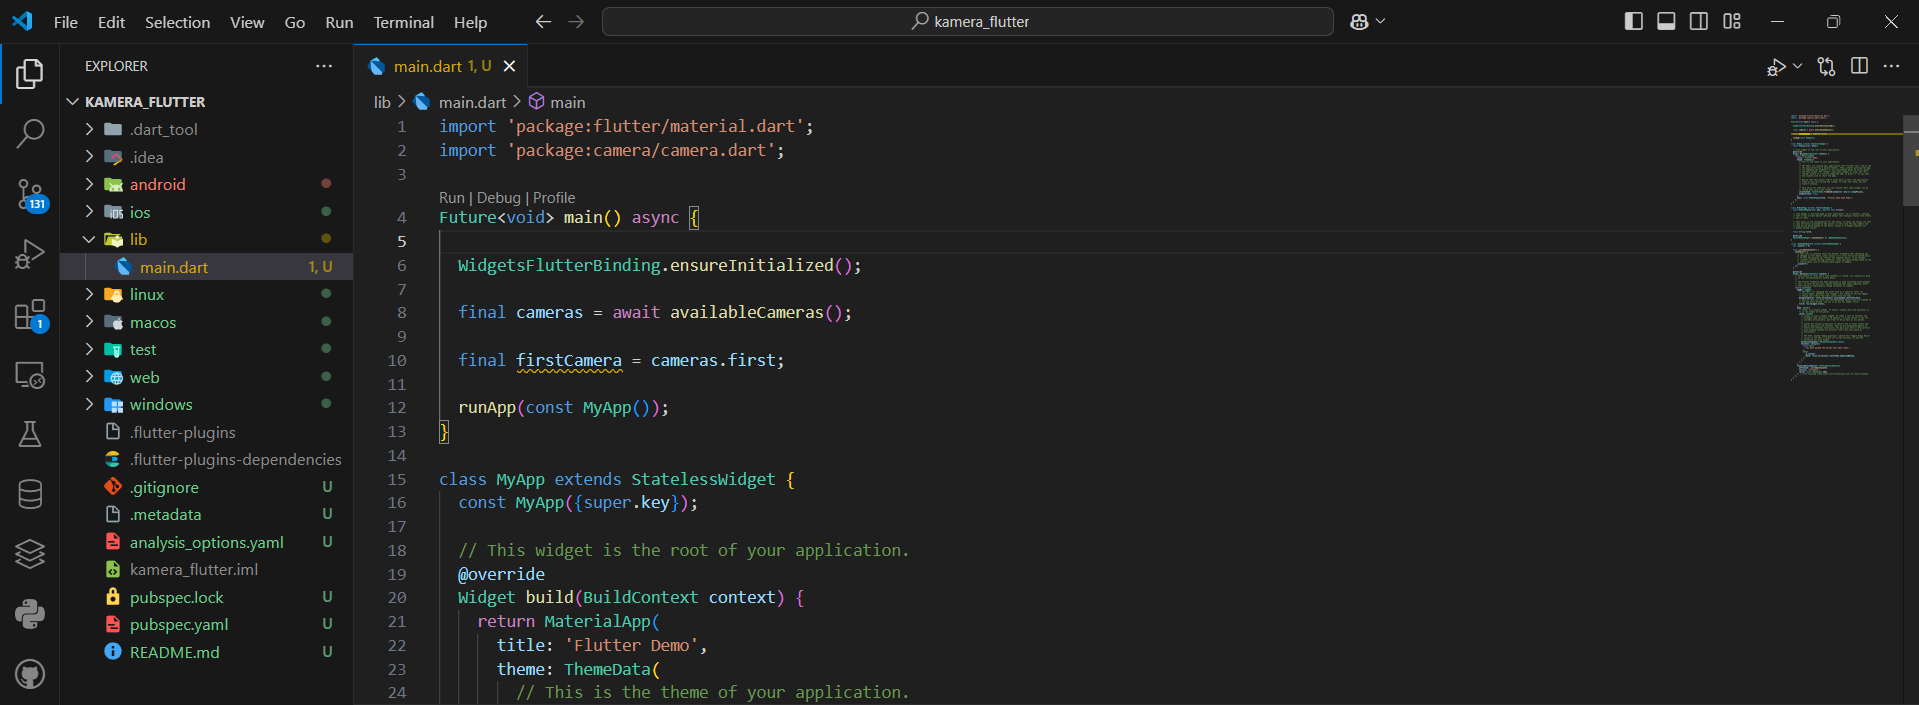 File Edit Selection View Go Run Terminal Help
kamera_flutter
EXPLORER
KAMERA_FLUTTER
.dart_tool
.idea
android
ios
lib
main.dart 1, U
linux
macos
test
web
windows
.flutter-plugins
.flutter-plugins-dependencies
.gitignore U
.metadata U
analysis_options.yaml U
kamera_flutter.iml
pubspec.lock U
pubspec.yaml U
README.md U
131
1
main.dart 1, U
lib > main.dart > main
1 import 'package:flutter/material.dart';
2 import 'package:camera/camera.dart';
3
Run | Debug | Profile
4 Future<void> main() async {
5
6 WidgetsFlutterBinding.ensureInitialized();
7
8 final cameras = await availableCameras();
9
10 final firstCamera = cameras.first;
11
12 runApp(const MyApp());
13 }
14
15 class MyApp extends StatelessWidget {
16 const MyApp({super.key});
17
18 // This widget is the root of your application.
19 @override
20 Widget build(BuildContext context) {
21 return MaterialApp(
22 title: 'Flutter Demo',
23 theme: ThemeData(
24 // This is the theme of your application.